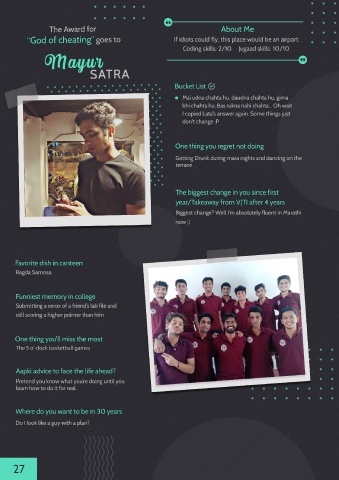 The Award for
"God of cheating" goes to
Mayur
SATRA
About Me
If idiots could fly, this place would be an airport.
Coding skills: 2/10. Jugaad skills: 10/10
Bucket List
Mai udna chahta hu, daudna chahta hu, girna
bhi chahta hu. Bas rukna nahi chahta... Oh wait
I copied Lata's answer again. Some things just
don't change :P
One thing you regret not doing
Getting Drunk during mass nights and dancing on the
terrace
The biggest change in you since first
year/Takeaway from VJTI after 4 years
Biggest change? Well I'm absolutely fluent in Marathi
now :)
Favorite dish in canteen
Ragda Samosa
Funniest memory in college
Submitting a xerox of a friend's lab file and
still scoring a higher pointer than him
One thing you'll miss the most
The 5 o' clock basketball games
Aapki advice to face the life ahead?
Pretend you know what you're doing until you
learn how to do it for real.
Where do you want to be in 30 years
Do I look like a guy with a plan?
27